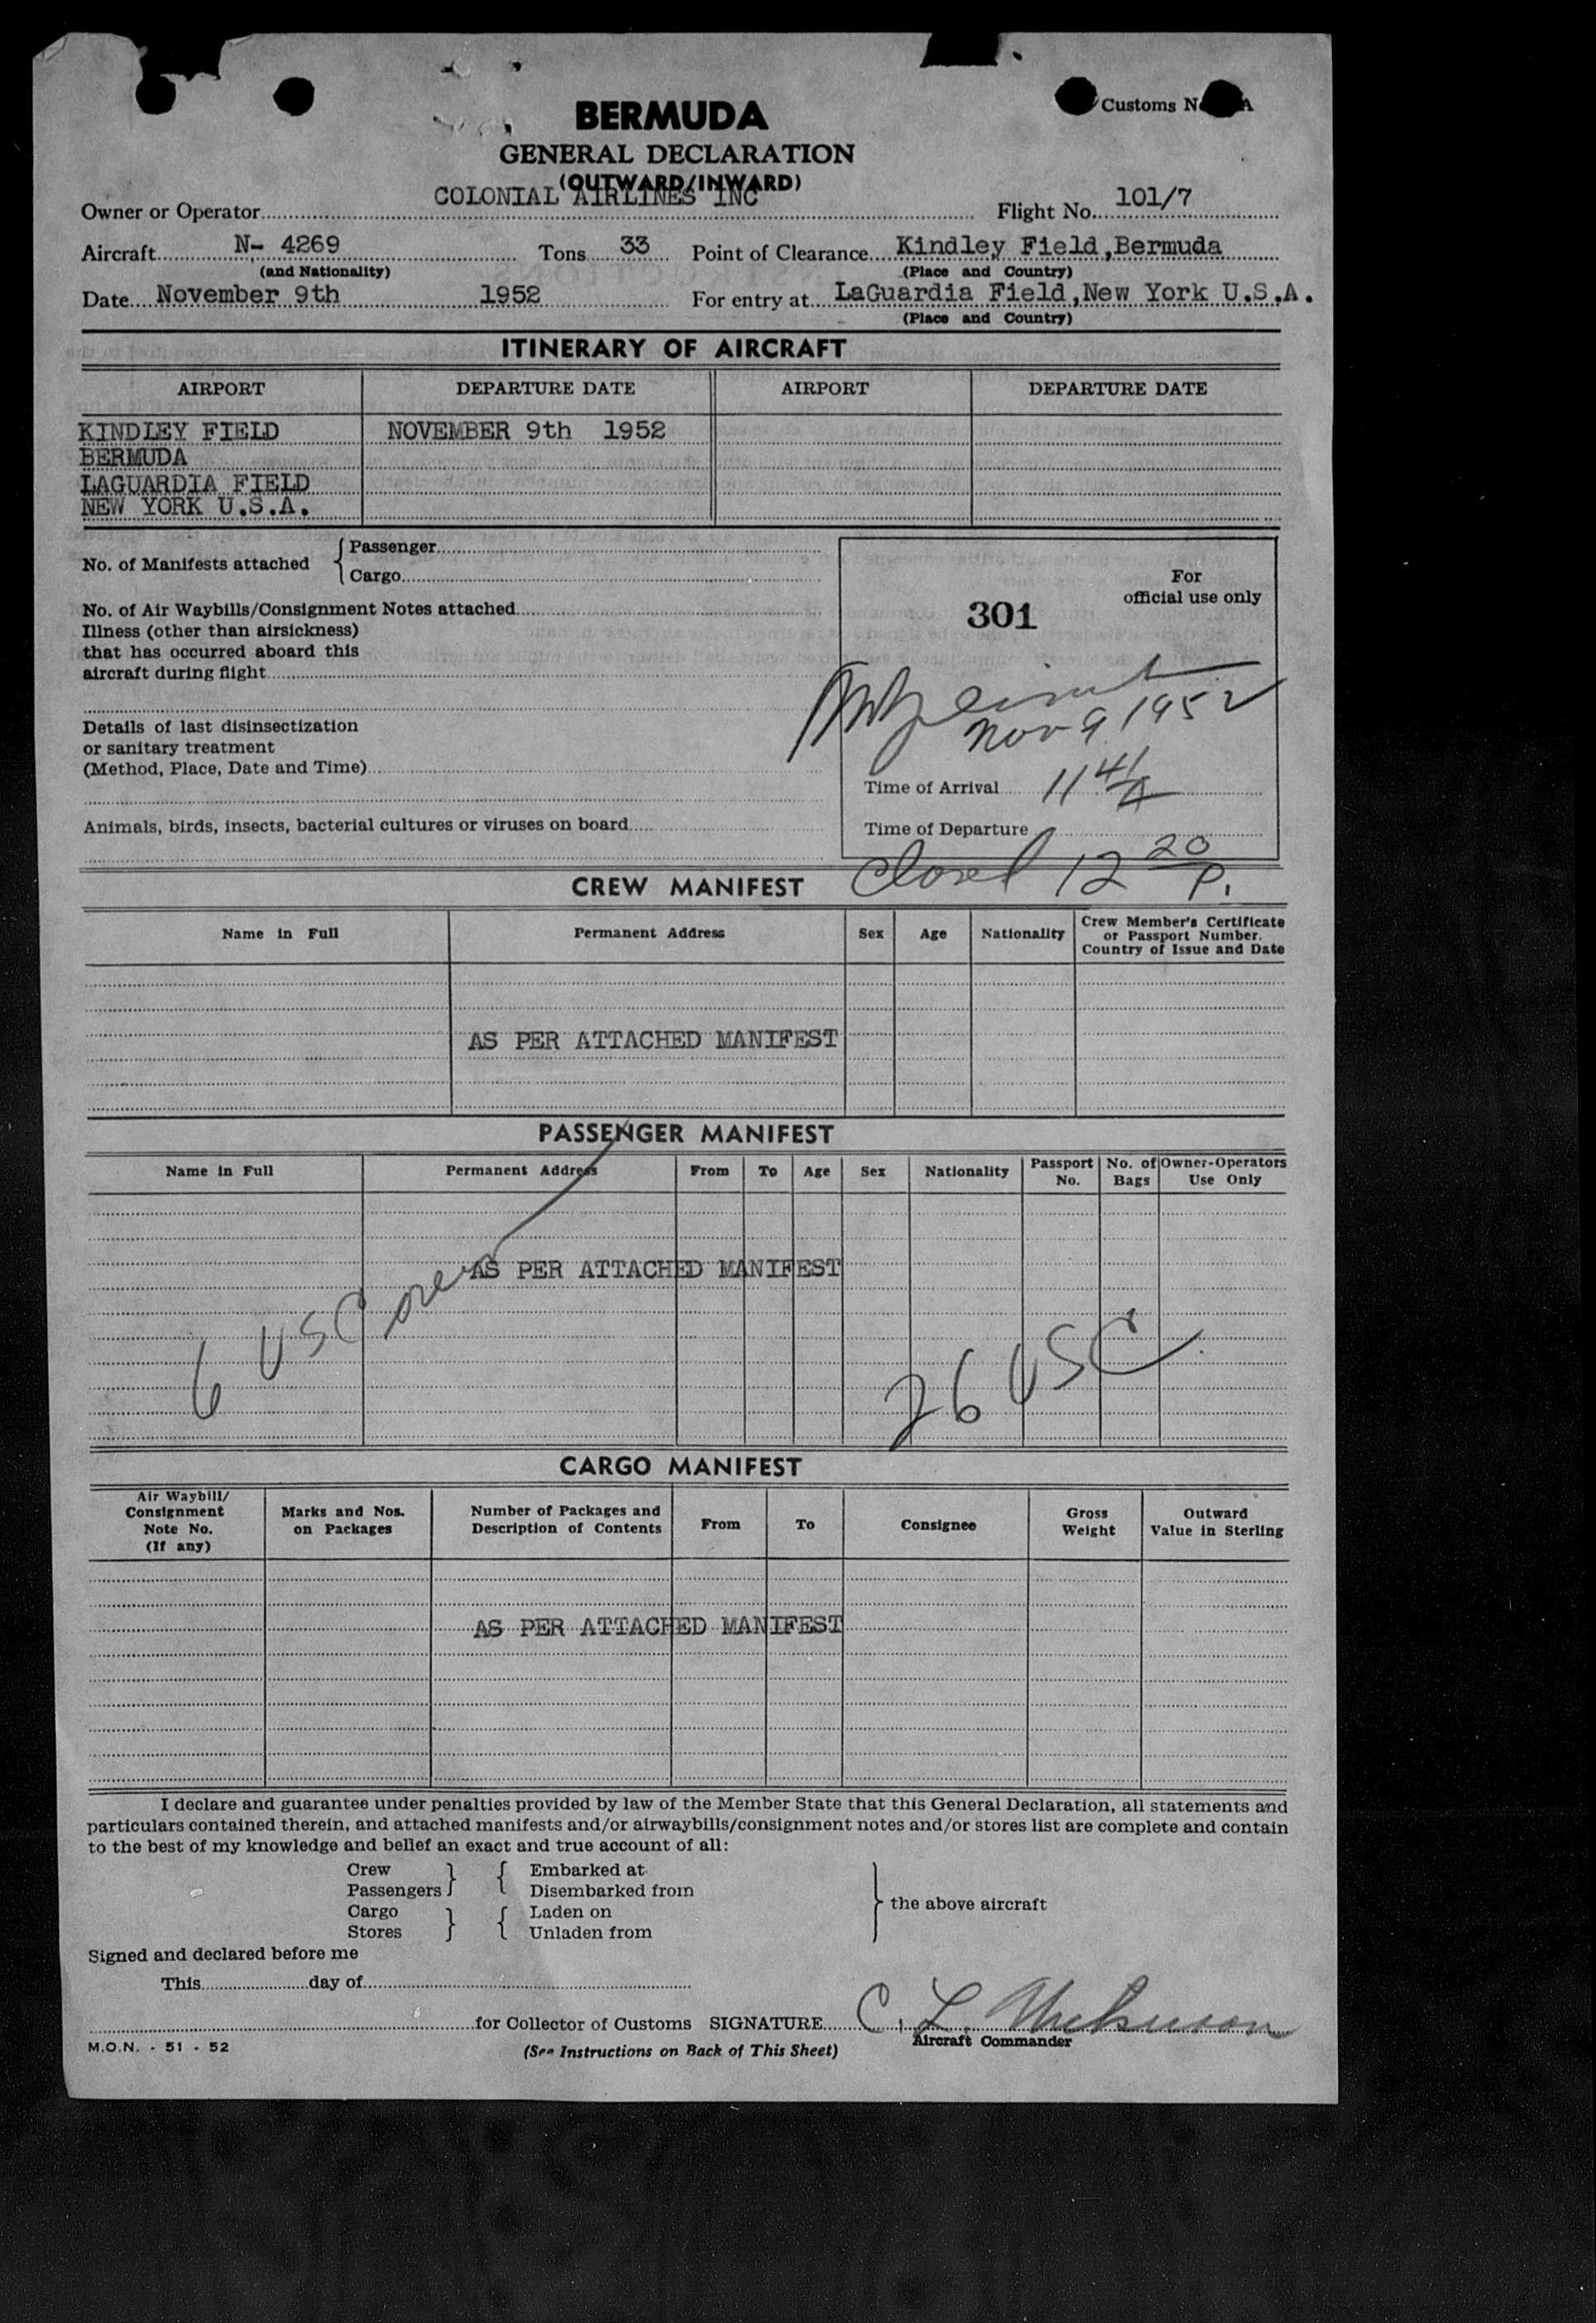 Customs No. A
BERMUDA
GENERAL DECLARATION
(OUTWARD/INWARD)
Owner or Operator COLONIAL AIRLINES INC Flight No. 101/7
Aircraft N- 4269 Tons 33 Point of Clearance Kindley Field, Bermuda
(and Nationality) (Place and Country)
Date November 9th 1952 For entry at LaGuardia Field, New York U.S.A.
(Place and Country)
ITINERARY OF AIRCRAFT
AIRPORT DEPARTURE DATE AIRPORT DEPARTURE DATE
KINDLEY FIELD NOVEMBER 9th 1952
BERMUDA
LAGUARDIA FIELD
NEW YORK U.S.A.
No. of Manifests attached { Passenger
Cargo
For
official use only
301
No. of Air Waybills/Consignment Notes attached
Illness (other than airsickness)
that has occurred aboard this
aircraft during flight
Nov 9 1952
Details of last disinsectization
or sanitary treatment
(Method, Place, Date and Time)
Time of Arrival 11 41 A
Animals, birds, insects, bacterial cultures or viruses on board
Time of Departure
Closed 12 20 P.
CREW MANIFEST
Name in Full Permanent Address Sex Age Nationality Crew Member's Certificate
or Passport Number.
Country of Issue and Date
AS PER ATTACHED MANIFEST
PASSENGER MANIFEST
Name in Full Permanent Address From To Age Sex Nationality Passport No. No. of Bags Owner-Operators Use Only
AS PER ATTACHED MANIFEST
6 USC crew
26 USC
CARGO MANIFEST
Air Waybill/
Consignment
Note No.
(If any)
Marks and Nos.
on Packages
Number of Packages and
Description of Contents
From To Consignee
Gross
Weight
Outward
Value in Sterling
AS PER ATTACHED MANIFEST
I declare and guarantee under penalties provided by law of the Member State that this General Declaration, all statements and
particulars contained therein, and attached manifests and/or airwaybills/consignment notes and/or stores list are complete and contain
to the best of my knowledge and belief an exact and true account of all:
Crew } { Embarked at
Passengers Disembarked from
} the above aircraft
Cargo } { Laden on
Stores Unladen from
Signed and declared before me
This day of
for Collector of Customs SIGNATURE C. L.
Aircraft Commander
M.O.N. - 51 - 52
(See Instructions on Back of This Sheet)